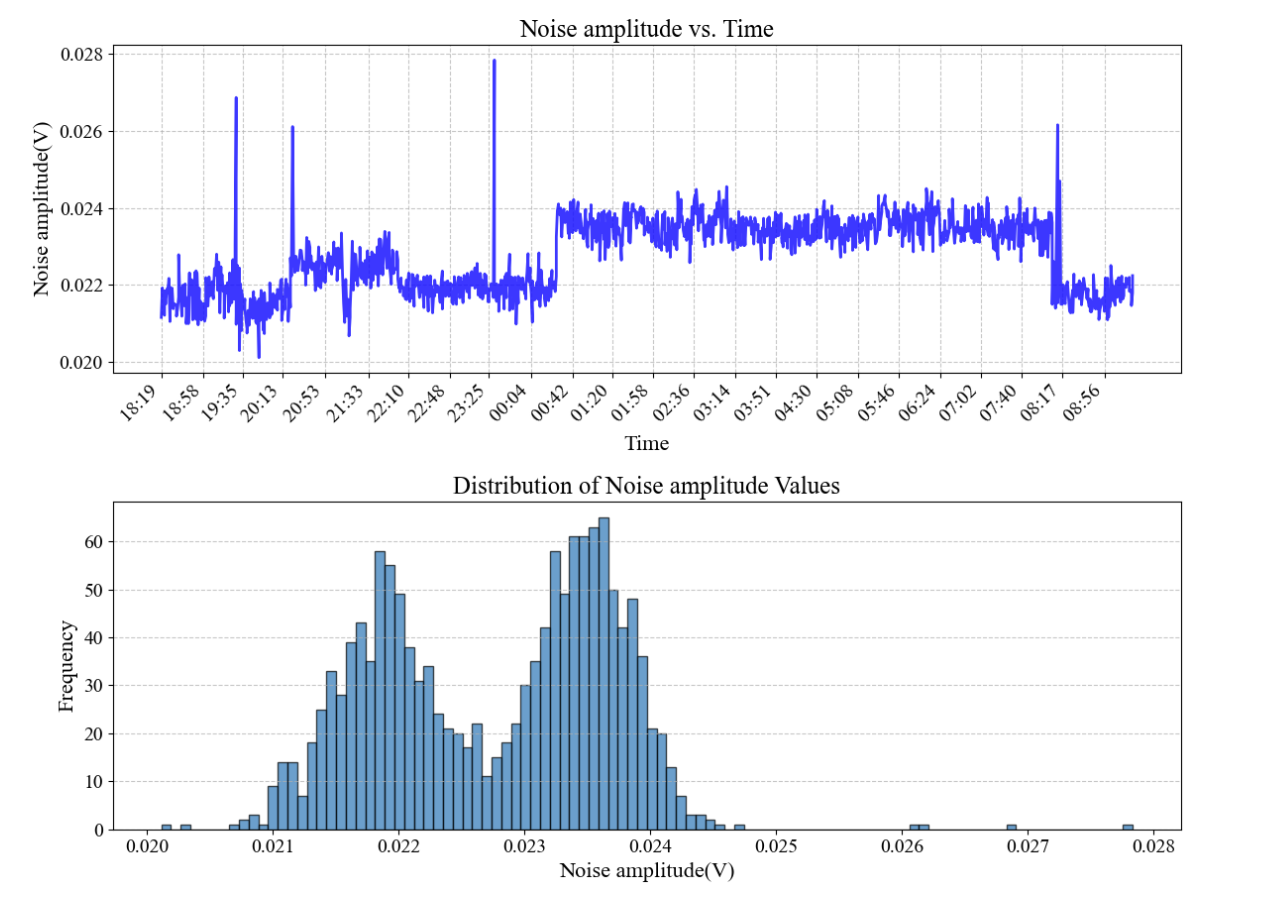 Noise amplitude vs. Time
Noise amplitude(V)
0.028
0.026
0.024
0.022
0.020
18:19 18:58 19:35 20:13 20:53 21:33 22:10 22:48 23:25 00:04 00:42 01:20 01:58 02:36 03:14 03:51 04:30 05:08 05:46 06:24 07:02 07:40 08:17 08:56
Time
Distribution of Noise amplitude Values
Frequency
60
50
40
30
20
10
0
0.020 0.021 0.022 0.023 0.024 0.025 0.026 0.027 0.028
Noise amplitude(V)